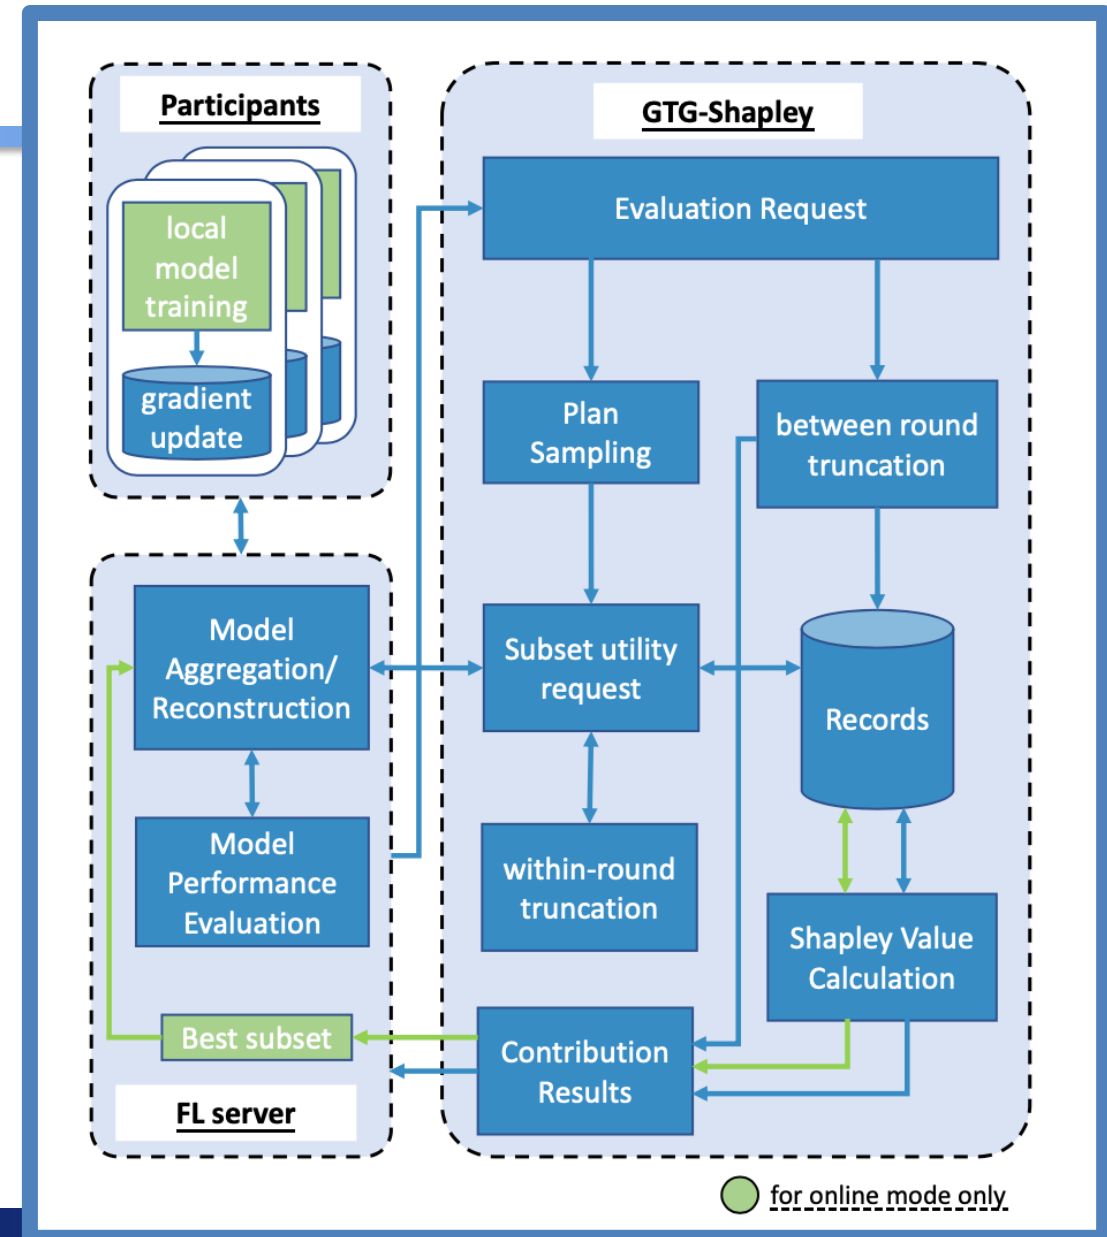 Participants
local
model
training
gradient
update
GTG-Shapley
Evaluation Request
Plan
Sampling
between round
truncation
Model
Aggregation/
Reconstruction
Subset utility
request
Records
Model
Performance
Evaluation
within-round
truncation
Shapley Value
Calculation
Best subset
Contribution
Results
FL server
for online mode only